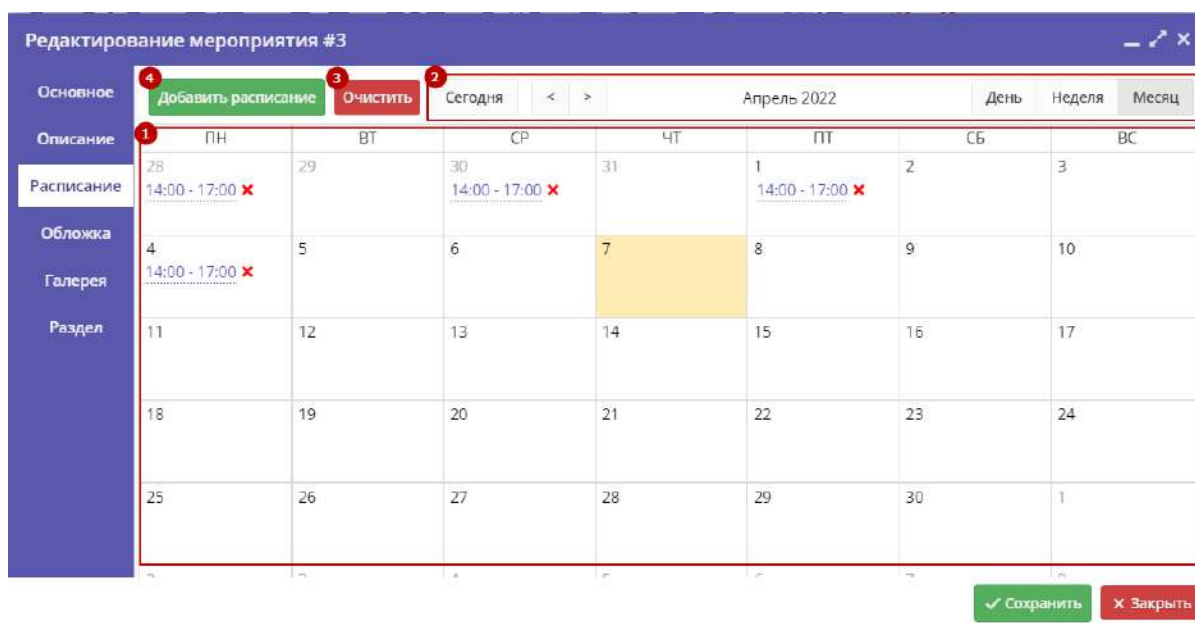 Редактирование мероприятия #3
Основное
Описание
Расписание
Обложка
Галерея
Раздел
4 3 2
Добавить расписание Очистить Сегодня < > Апрель 2022 День Неделя Месяц
1 ПН ВТ СР ЧТ ПТ СБ ВС
28 29 30 31 1 2 3
14:00 - 17:00 14:00 - 17:00 14:00 - 17:00
4 5 6 7 8 9 10
14:00 - 17:00
11 12 13 14 15 16 17
18 19 20 21 22 23 24
25 26 27 28 29 30 1
Сохранить Закрыть